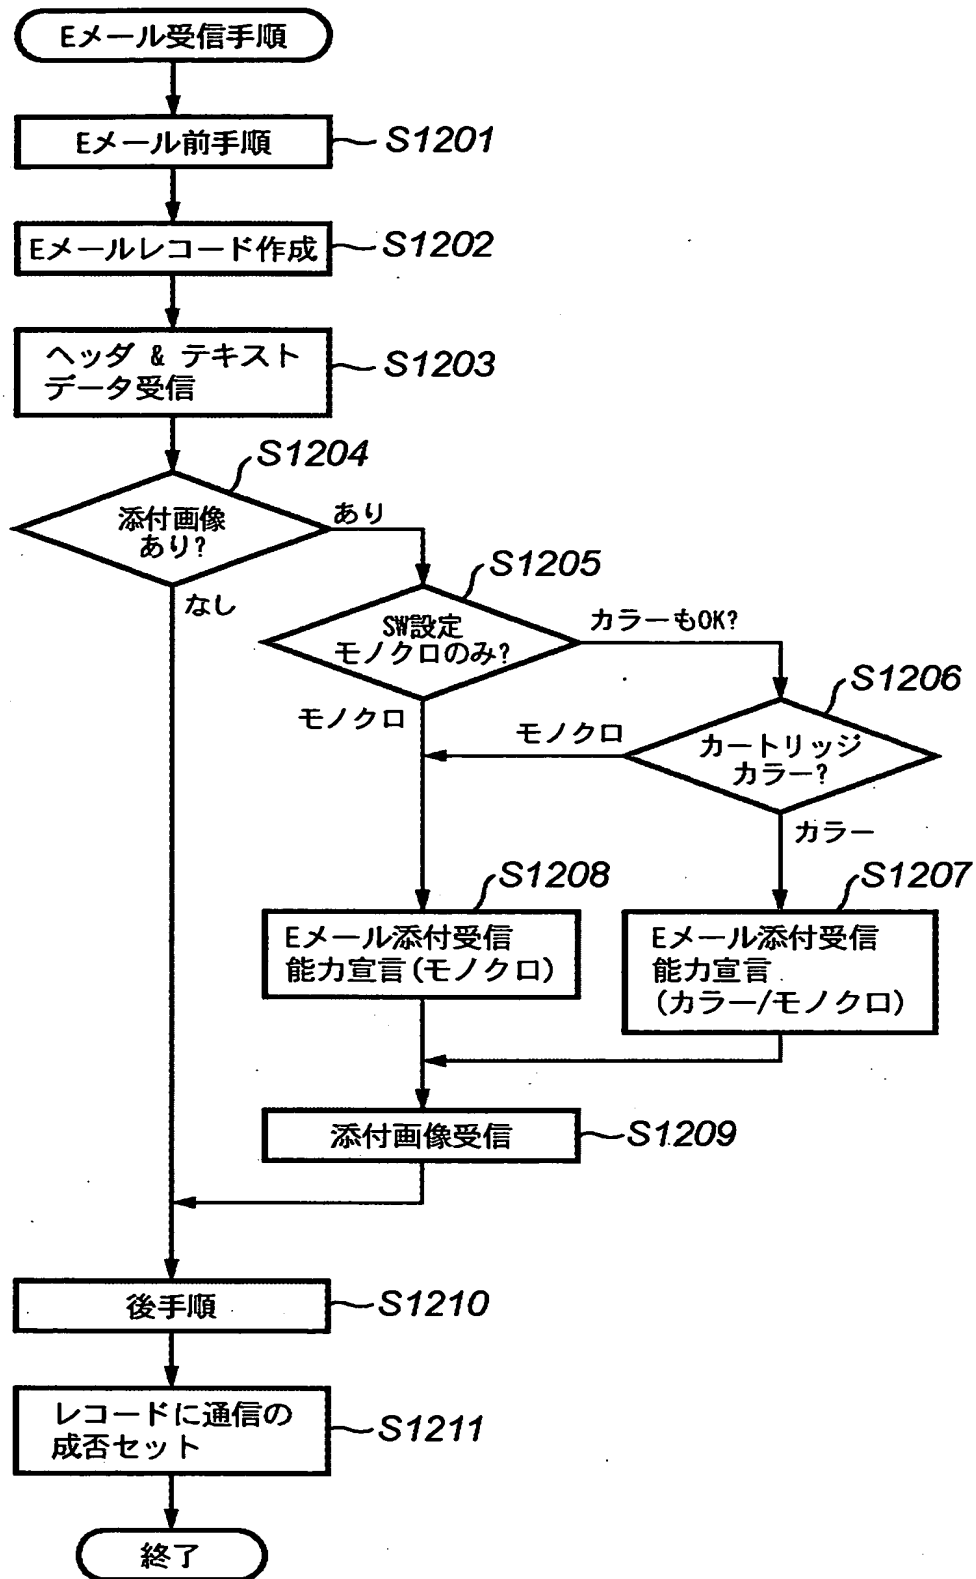 Eメール受信手順
Eメール前手順
S1201
Eメールレコード作成
S1202
ヘッダ & テキスト
データ受信
S1203
S1204
添付画像
あり?
あり
なし
S1205
SW設定
モノクロのみ?
カラーもOK?
モノクロ
S1206
カートリッジ
カラー?
モノクロ
カラー
S1208
Eメール添付受信
能力宣言(モノクロ)
S1207
Eメール添付受信
能力宣言
(カラー/モノクロ)
添付画像受信
S1209
後手順
S1210
レコードに通信の
成否セット
S1211
終了